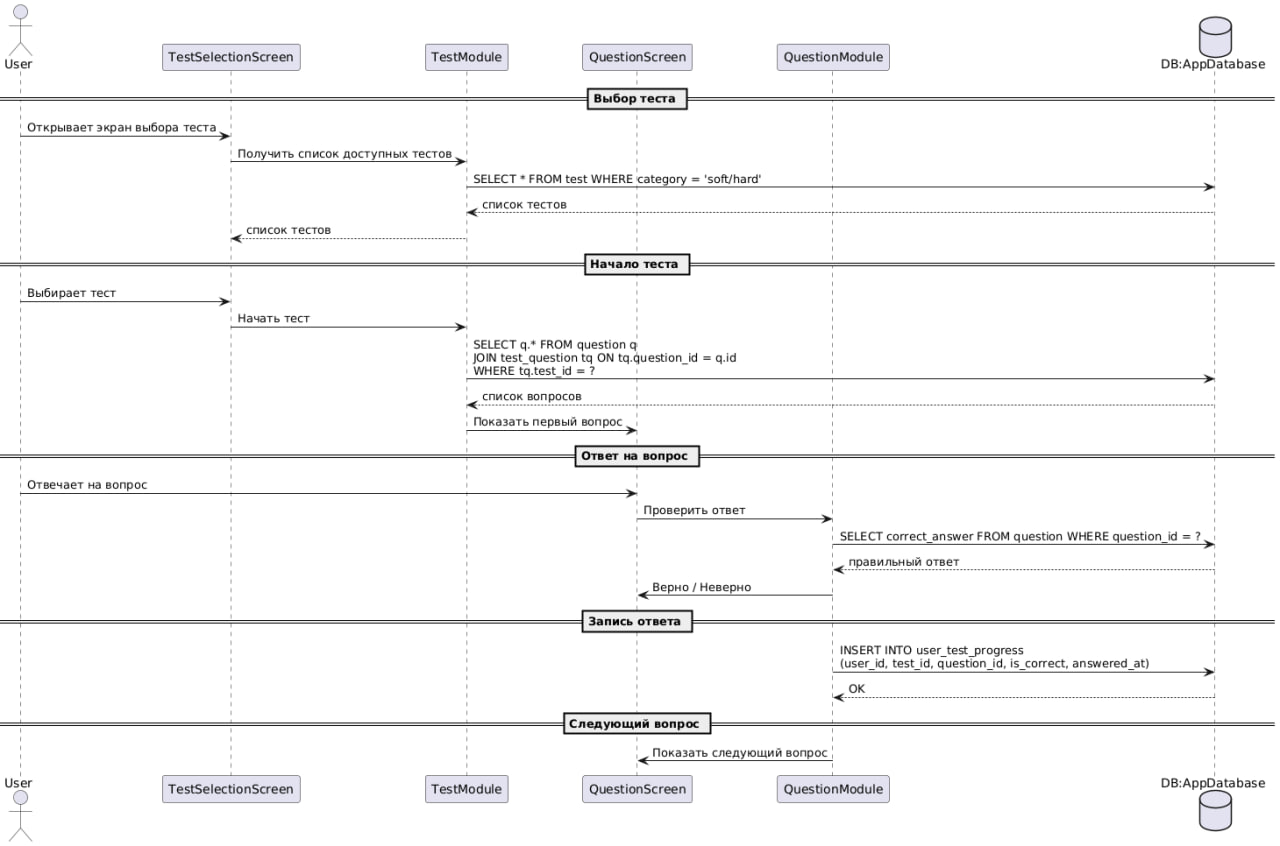 User
TestSelectionScreen
TestModule
QuestionScreen
QuestionModule
DB:AppDatabase
Выбор теста
Открывает экран выбора теста
Получить список доступных тестов
SELECT * FROM test WHERE category = 'soft/hard'
список тестов
список тестов
Начало теста
Выбирает тест
Начать тест
SELECT q.* FROM question q
JOIN test_question tq ON tq.question_id = q.id
WHERE tq.test_id = ?
список вопросов
Показать первый вопрос
Ответ на вопрос
Отвечает на вопрос
Проверить ответ
SELECT correct_answer FROM question WHERE question_id = ?
правильный ответ
Верно / Неверно
Запись ответа
INSERT INTO user_test_progress
(user_id, test_id, question_id, is_correct, answered_at)
OK
Следующий вопрос
Показать следующий вопрос
User
TestSelectionScreen
TestModule
QuestionScreen
QuestionModule
DB:AppDatabase